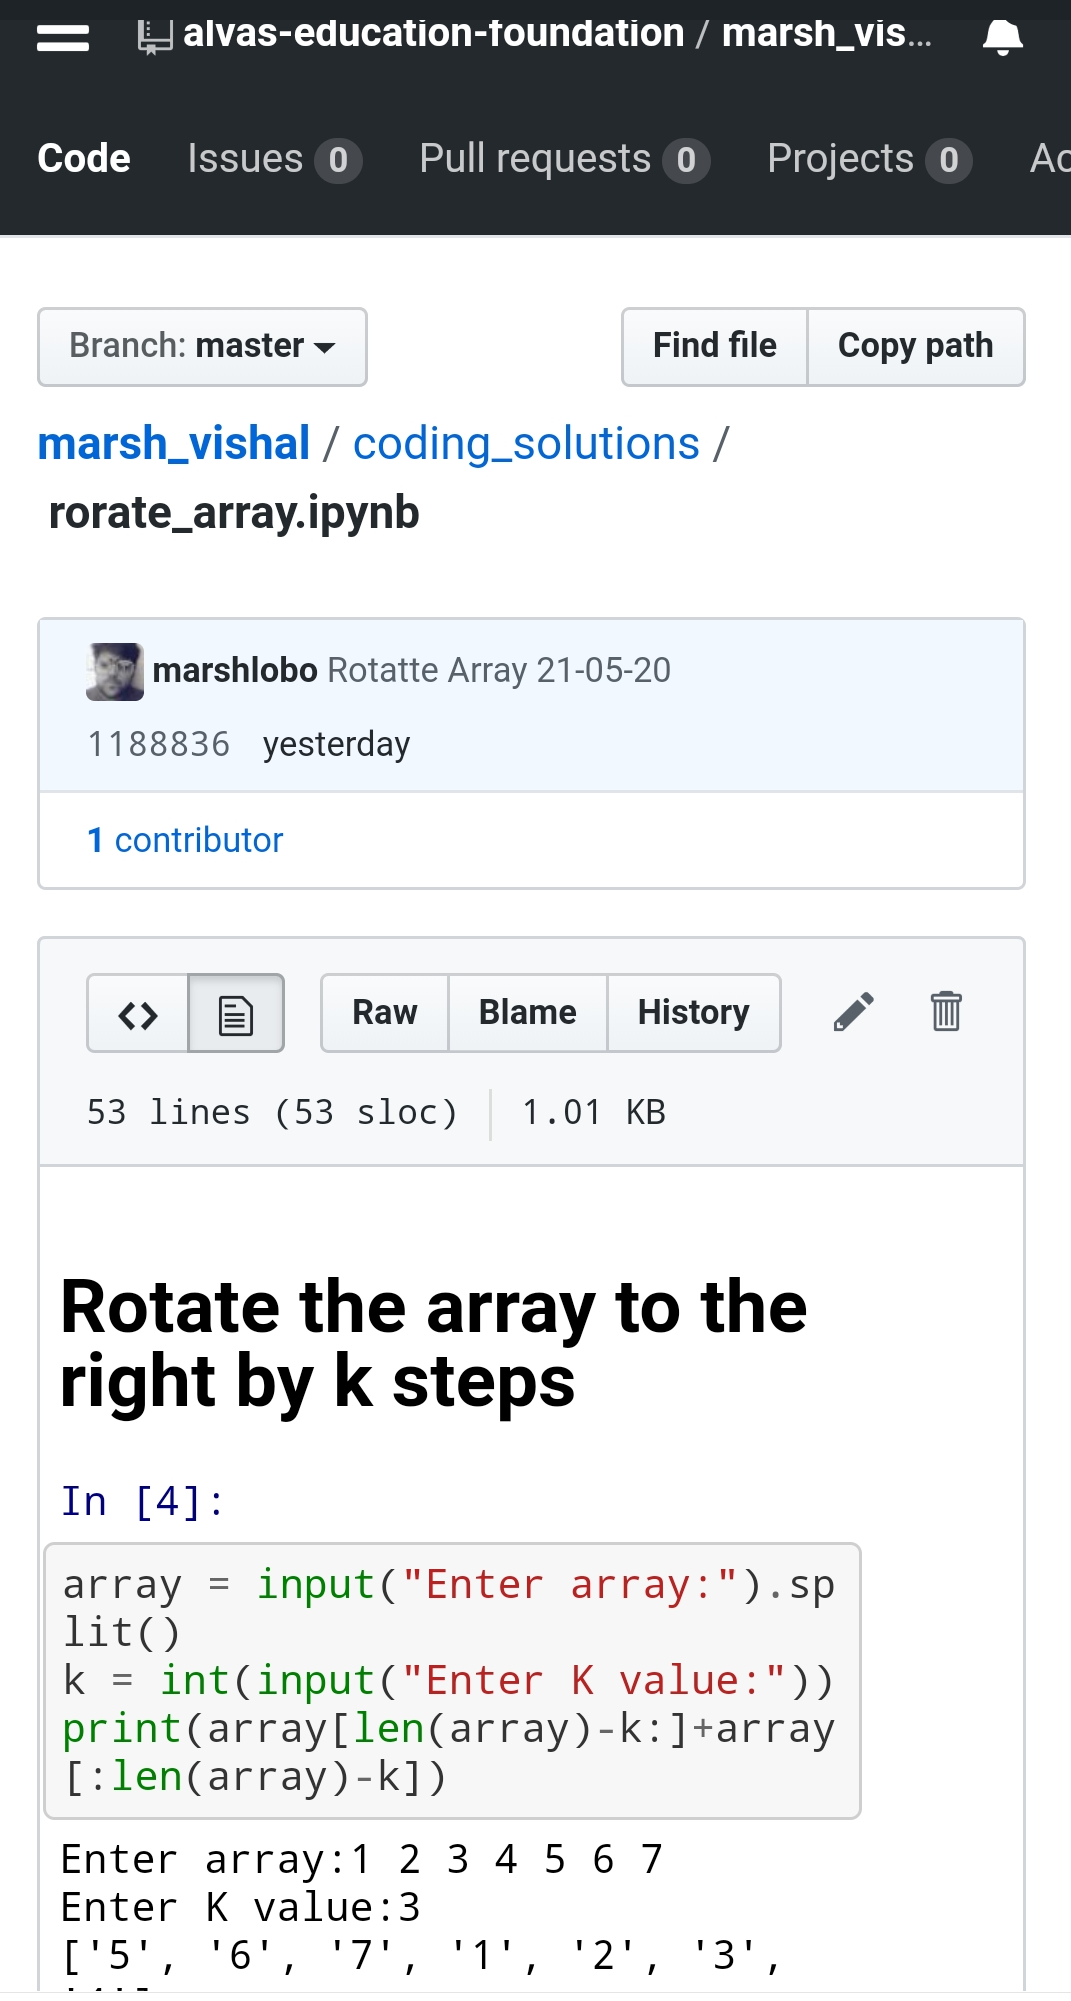 alvas-education-foundation / marsh_vis...
Code Issues 0 Pull requests 0 Projects 0 Ac
Branch: master Find file Copy path
marsh_vishal / coding_solutions /
rorate_array.ipynb
marshlobo Rotatte Array 21-05-20
1188836 yesterday
1 contributor
Raw Blame History
53 lines (53 sloc) 1.01 KB
Rotate the array to the
right by k steps
In [4]:
array = input("Enter array:").sp
lit()
k = int(input("Enter K value:"))
print(array[len(array)-k:]+array
[:len(array)-k])
Enter array:1 2 3 4 5 6 7
Enter K value:3
['5', '6', '7', '1', '2', '3',